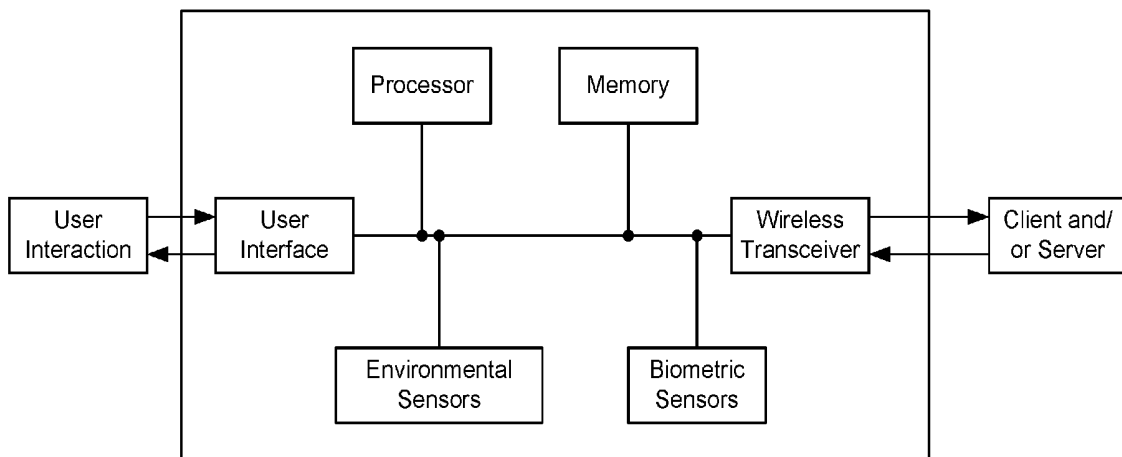 Processor
Memory
User
Interaction
User
Interface
Wireless
Transceiver
Client and/
or Server
Environmental
Sensors
Biometric
Sensors